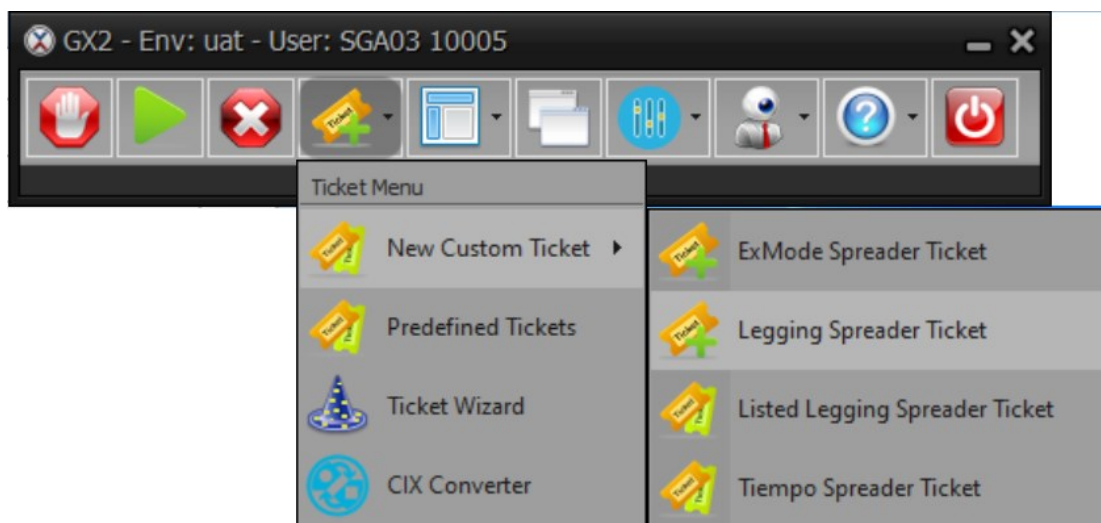 GX2 - Env: uat - User: SGA03 10005
Ticket
Ticket Menu
New Custom Ticket
ExMode Spreader Ticket
Predefined Tickets
Legging Spreader Ticket
Ticket Wizard
Listed Legging Spreader Ticket
CIX Converter
Tiempo Spreader Ticket